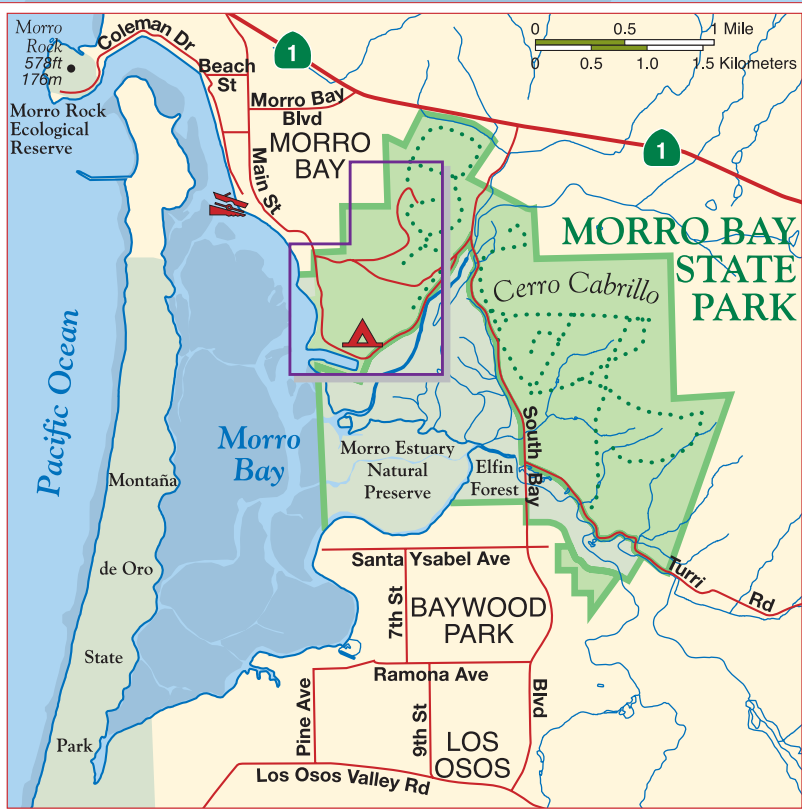 Morro
Rock
578ft
176m
Coleman Dr
Morro Rock
Ecological
Reserve
Beach
St
Morro Bay
Blvd
MORRO
BAY
Main St
1
0 0.5 1 Mile
0 0.5 1.0 1.5 Kilometers
1
MORRO BAY
STATE
PARK
Cerro Cabrillo
Pacific Ocean
Morro
Bay
Montaña
de Oro
State
Park
Morro Estuary
Natural
Preserve
Elfin
Forest
South Bay
Blvd
Turri Rd
Santa Ysabel Ave
7th St
BAYWOOD
PARK
Ramona Ave
Pine Ave
9th St
LOS
OSOS
Los Osos Valley Rd